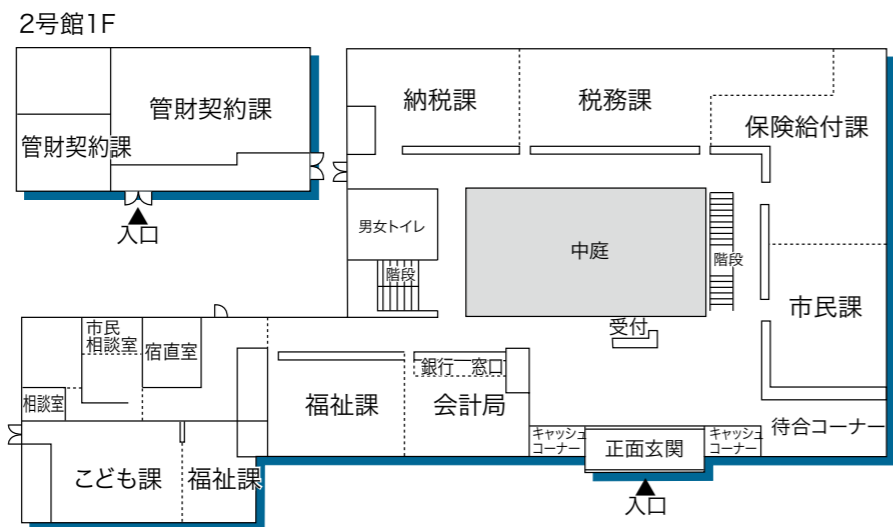 2号館1F
管財契約課
管財契約課
入口
納税課
税務課
保険給付課
男女トイレ
階段
中庭
階段
市民課
受付
市民
相談室
宿直室
相談室
銀行 窓口
福祉課
会計局
キャッシュ
コーナー
正面玄関
キャッシュ
コーナー
待合コーナー
こども課
福祉課
入口